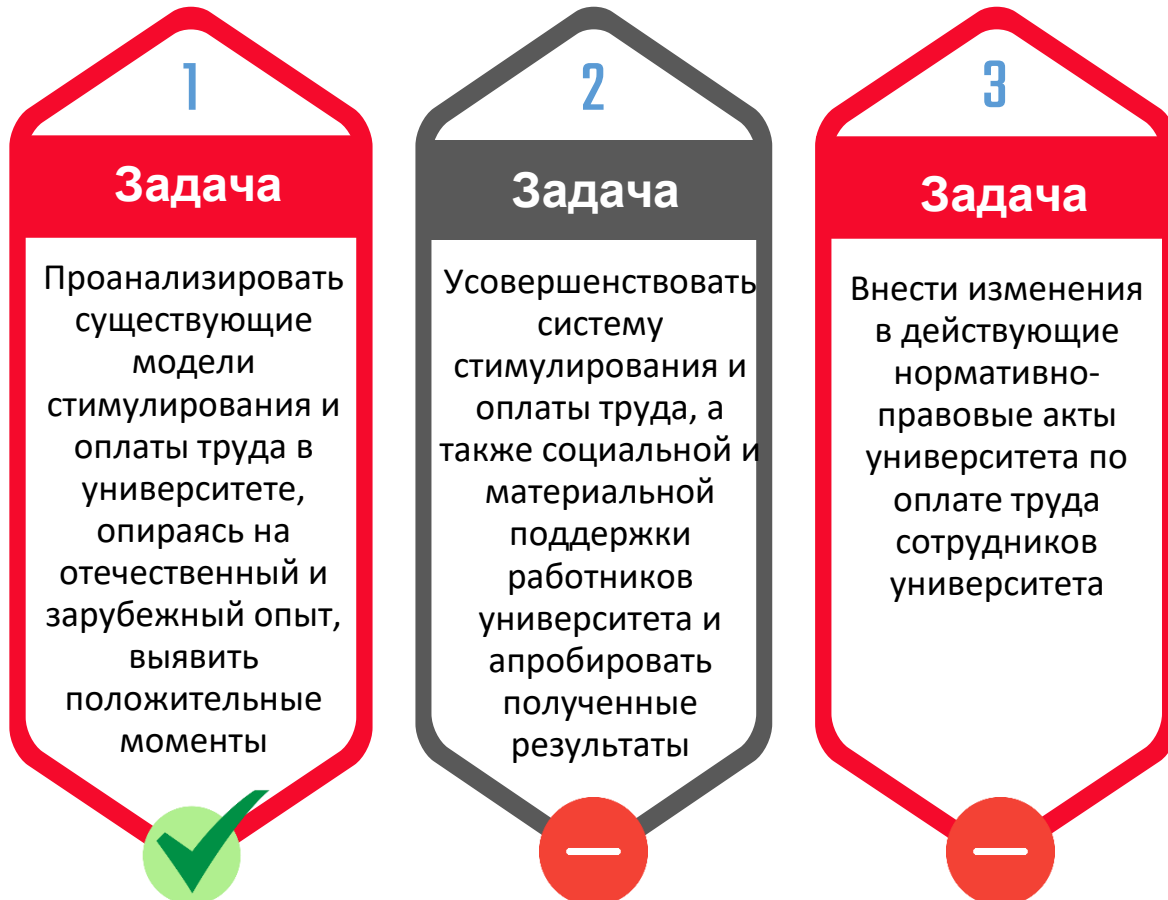 1
Задача
Проанализировать
существующие
модели
стимулирования и
оплаты труда в
университете,
опираясь на
отечественный и
зарубежный опыт,
выявить
положительные
моменты
2
Задача
Усовершенствовать
систему
стимулирования и
оплаты труда, а
также социальной и
материальной
поддержки
работников
университета и
апробировать
полученные
результаты
3
Задача
Внести изменения
в действующие
нормативно-
правовые акты
университета по
оплате труда
сотрудников
университета